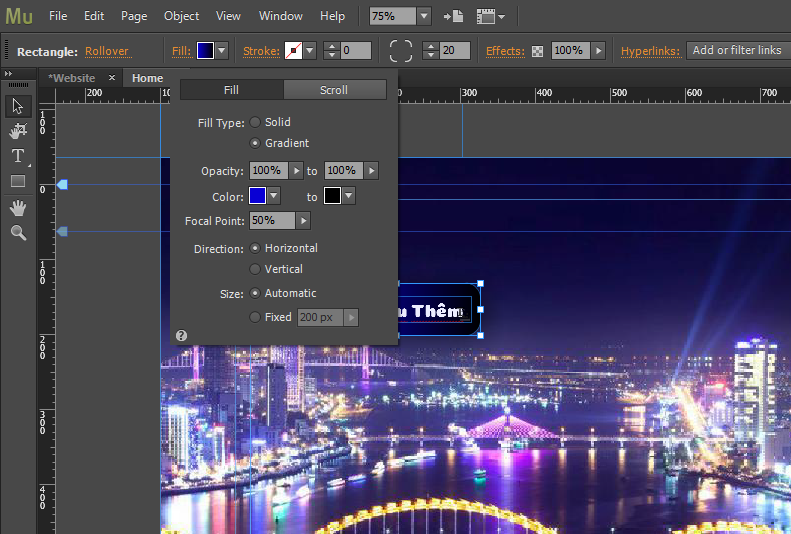 Mu File Edit Page Object View Window Help 75%
Rectangle: Rollover Fill: Stroke: 0 20 Effects: 100% Hyperlinks: Add or filter links
*Website × Home
200 300 400 500 600 700
Fill Scroll
Fill Type: Solid
Gradient
Opacity: 100% to 100%
Color: to
Focal Point: 50%
Direction: Horizontal
Vertical
Size: Automatic
Fixed 200 px
?
Thêm
100
0
100
200
300
400